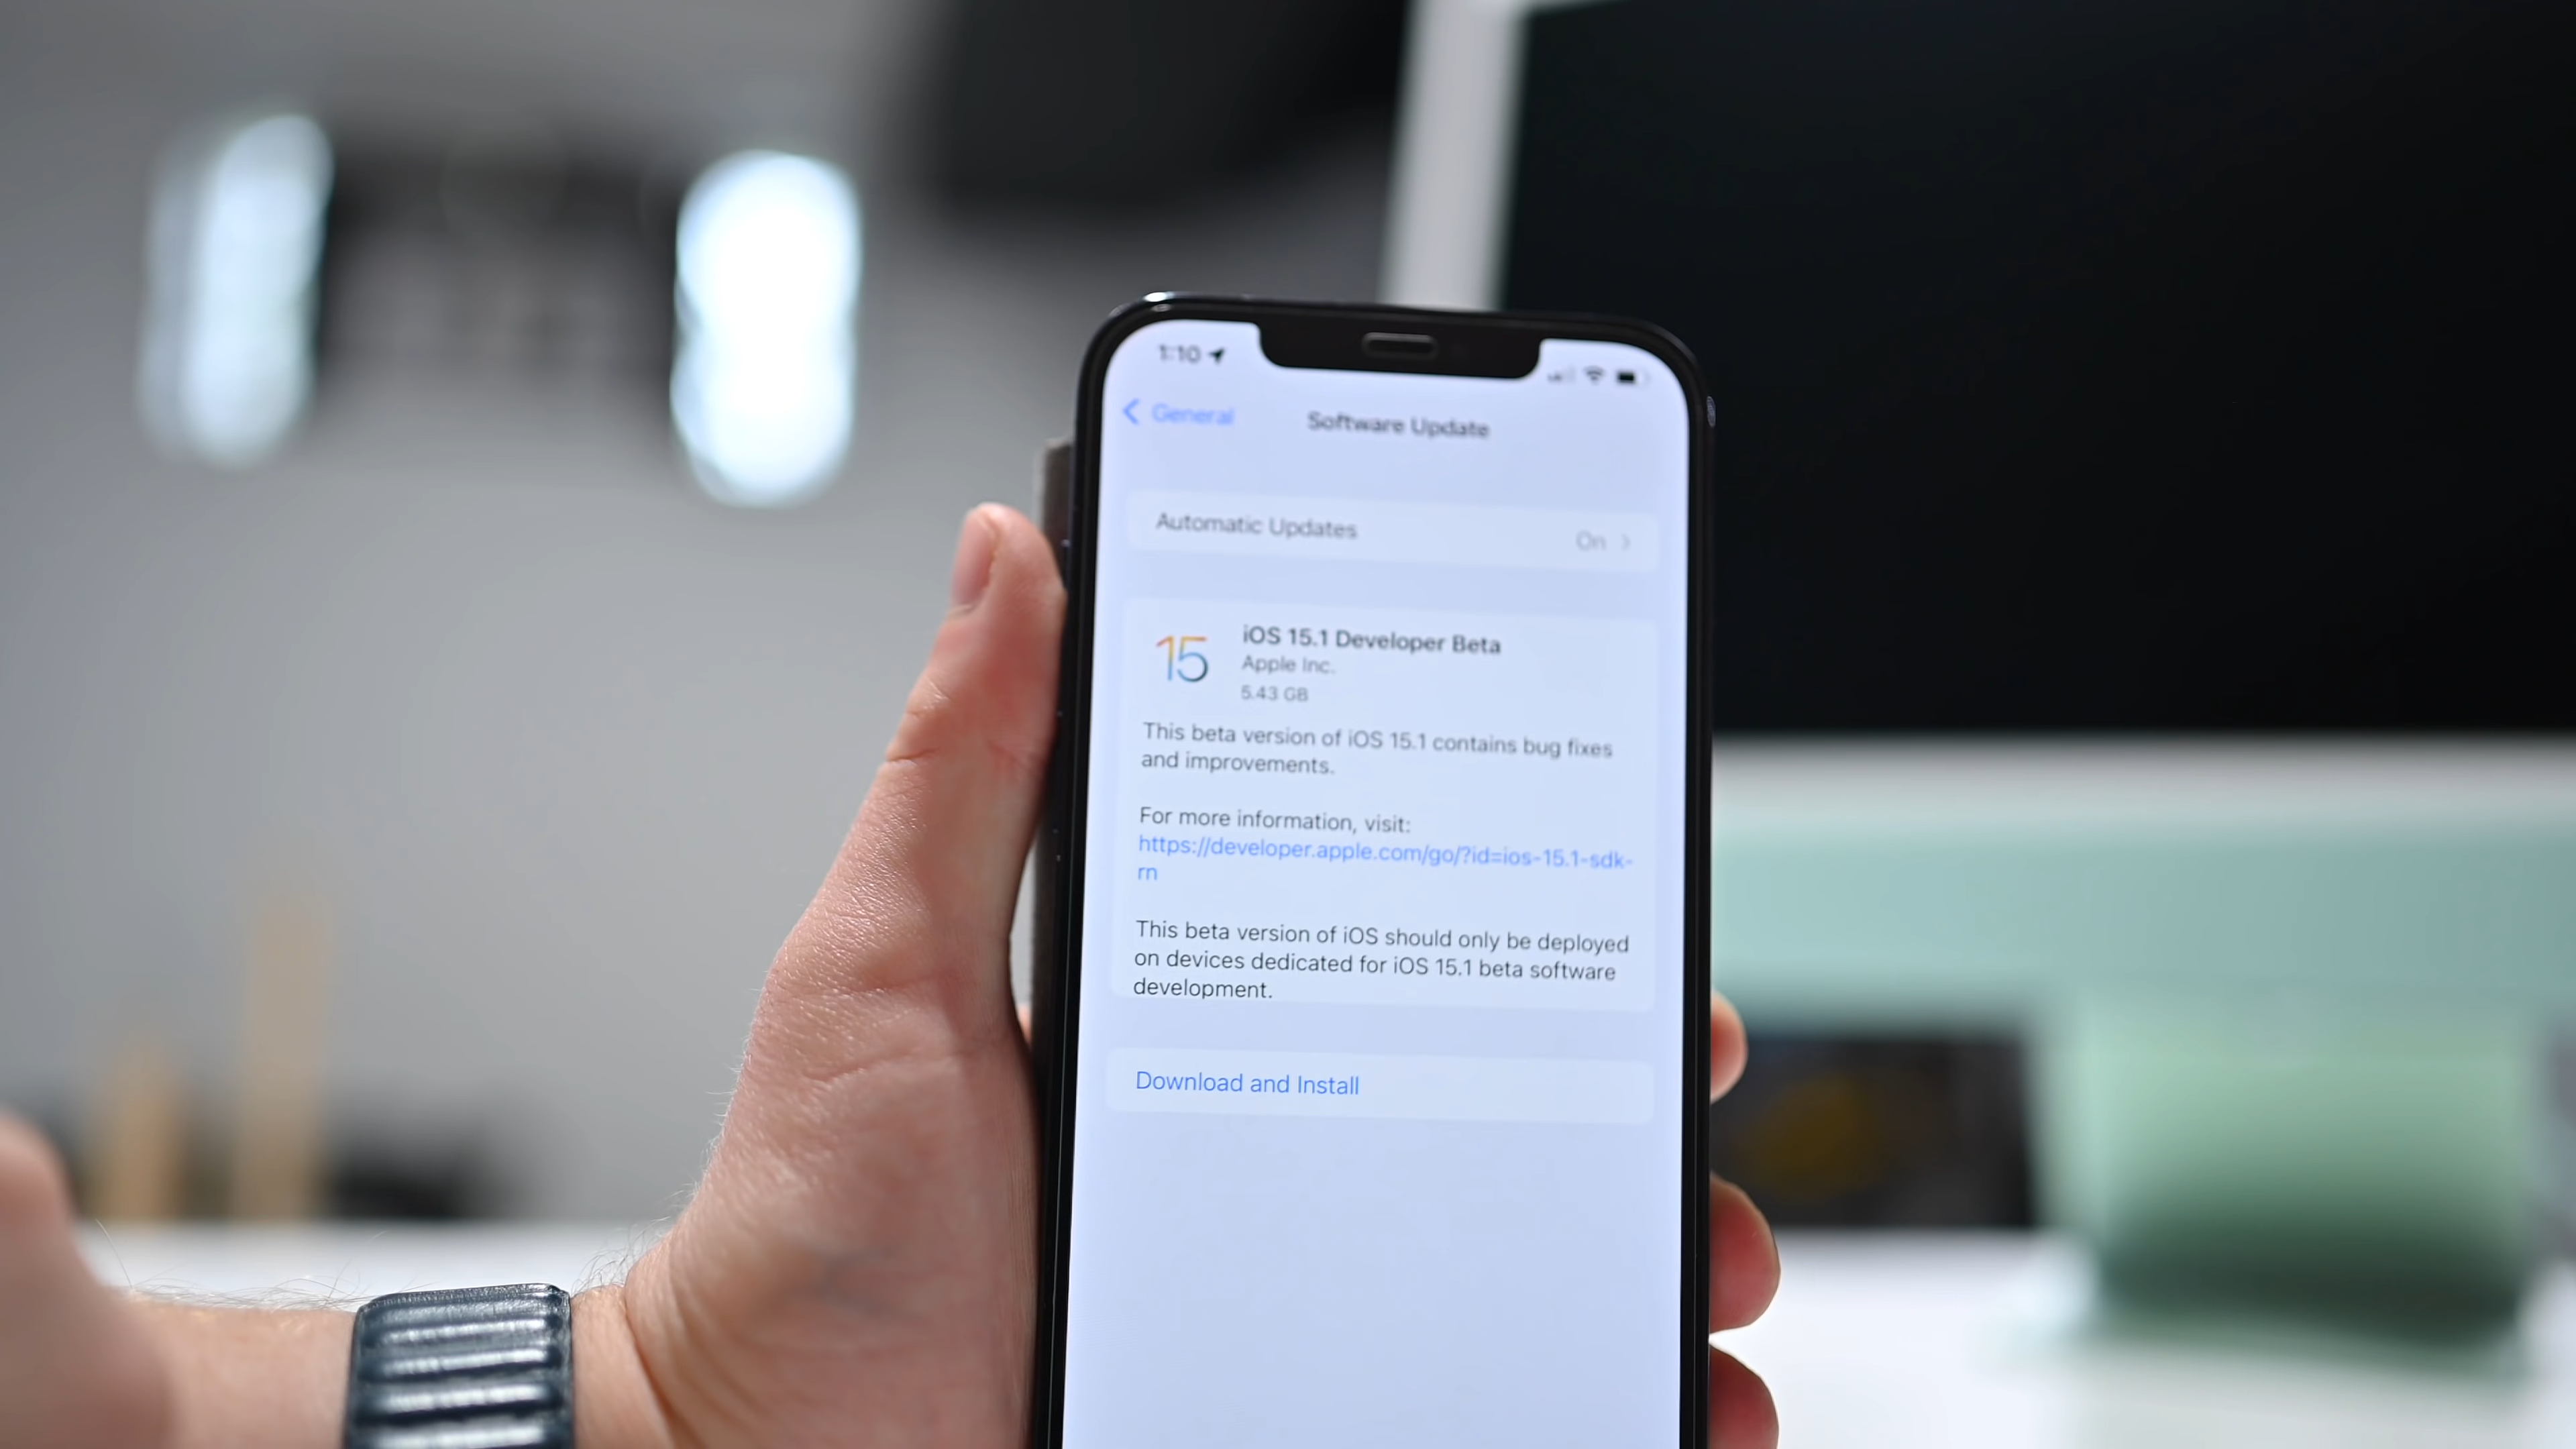 1:10
General
Software Update
Automatic Updates
On
15
iOS 15.1 Developer Beta
Apple Inc.
5.43 GB
This beta version of iOS 15.1 contains bug fixes
and improvements.
For more information, visit:
https://developer.apple.com/go/?id=ios-15.1-sdk-
rn
This beta version of iOS should only be deployed
on devices dedicated for iOS 15.1 beta software
development.
Download and Install